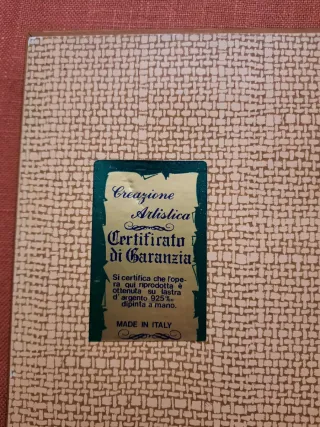 Creazione
Artistica
Certificato
di Garanzia
Si certifica che l'ope-
ra qui riprodotta è
ottenuta su lastra
d'argento 925‰
dipinta a mano.
MADE IN ITALY